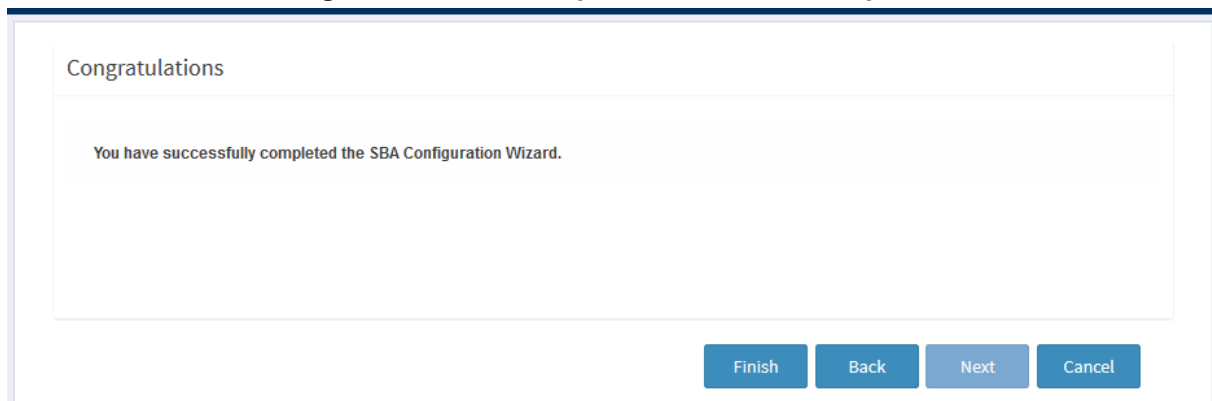 Congratulations
You have successfully completed the SBA Configuration Wizard.
Finish Back Next Cancel